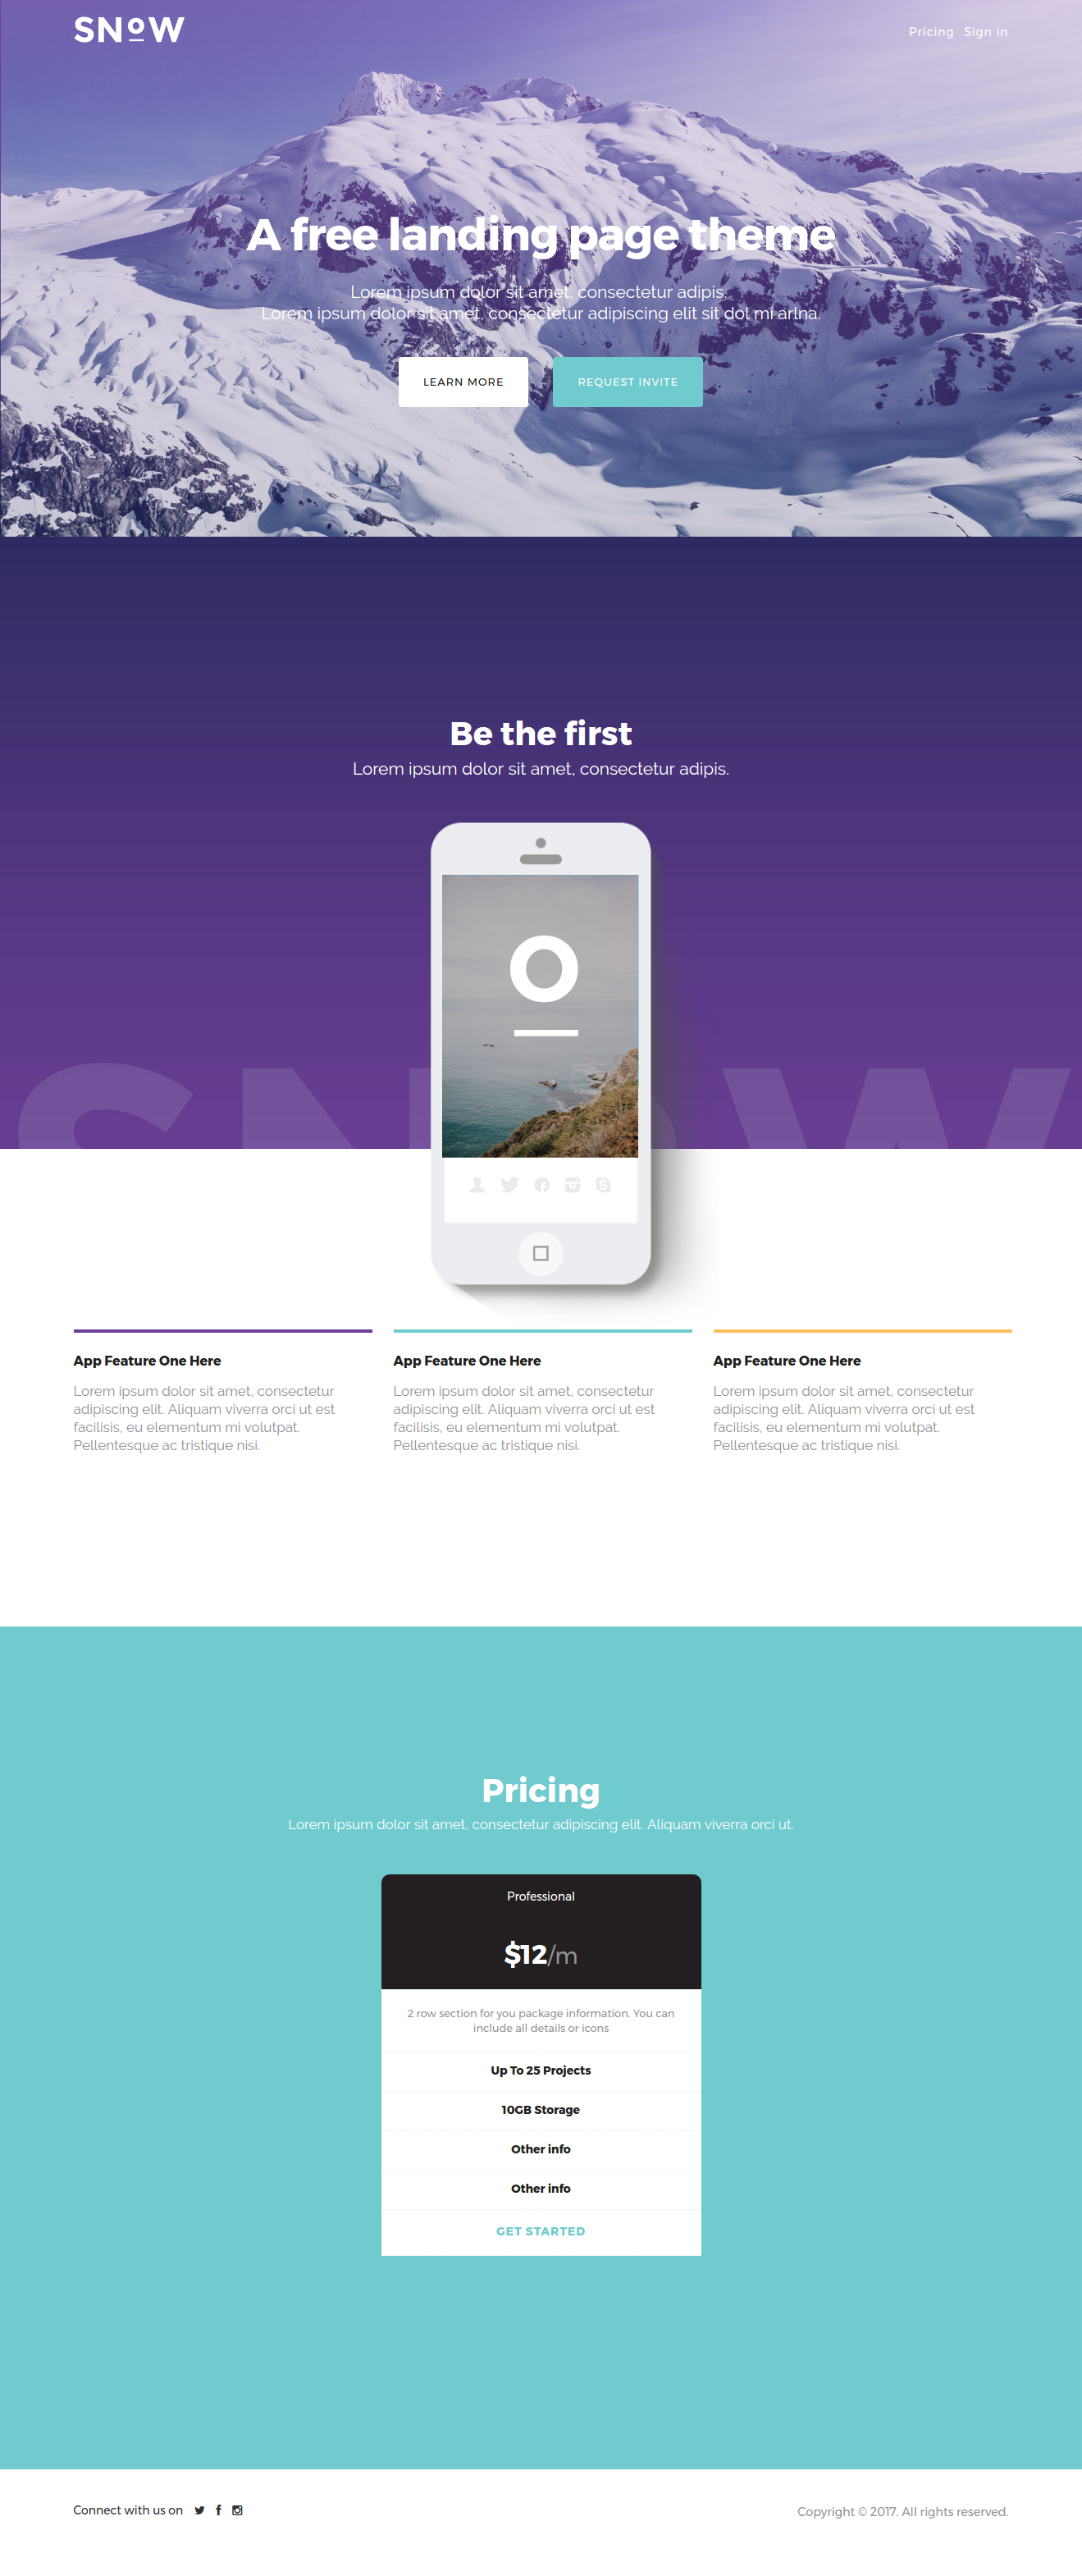 SNOW
Pricing Sign in
A free landing page theme
Lorem ipsum dolor sit amet, consectetur adipis.
Lorem ipsum dolor sit amet, consectetur adipiscing elit sit dol mi arlna.
LEARN MORE
REQUEST INVITE
Be the first
Lorem ipsum dolor sit amet, consectetur adipis.
O
SNOW
App Feature One Here
Lorem ipsum dolor sit amet, consectetur
adipiscing elit. Aliquam viverra orci ut est
facilisis, eu elementum mi volutpat.
Pellentesque ac tristique nisi.
App Feature One Here
Lorem ipsum dolor sit amet, consectetur
adipiscing elit. Aliquam viverra orci ut est
facilisis, eu elementum mi volutpat.
Pellentesque ac tristique nisi.
App Feature One Here
Lorem ipsum dolor sit amet, consectetur
adipiscing elit. Aliquam viverra orci ut est
facilisis, eu elementum mi volutpat.
Pellentesque ac tristique nisi.
Pricing
Lorem ipsum dolor sit amet, consectetur adipiscing elit. Aliquam viverra orci ut.
Professional
$12/m
2 row section for you package information. You can
include all details or icons
Up To 25 Projects
10GB Storage
Other info
Other info
GET STARTED
Connect with us on
Copyright © 2017. All rights reserved.